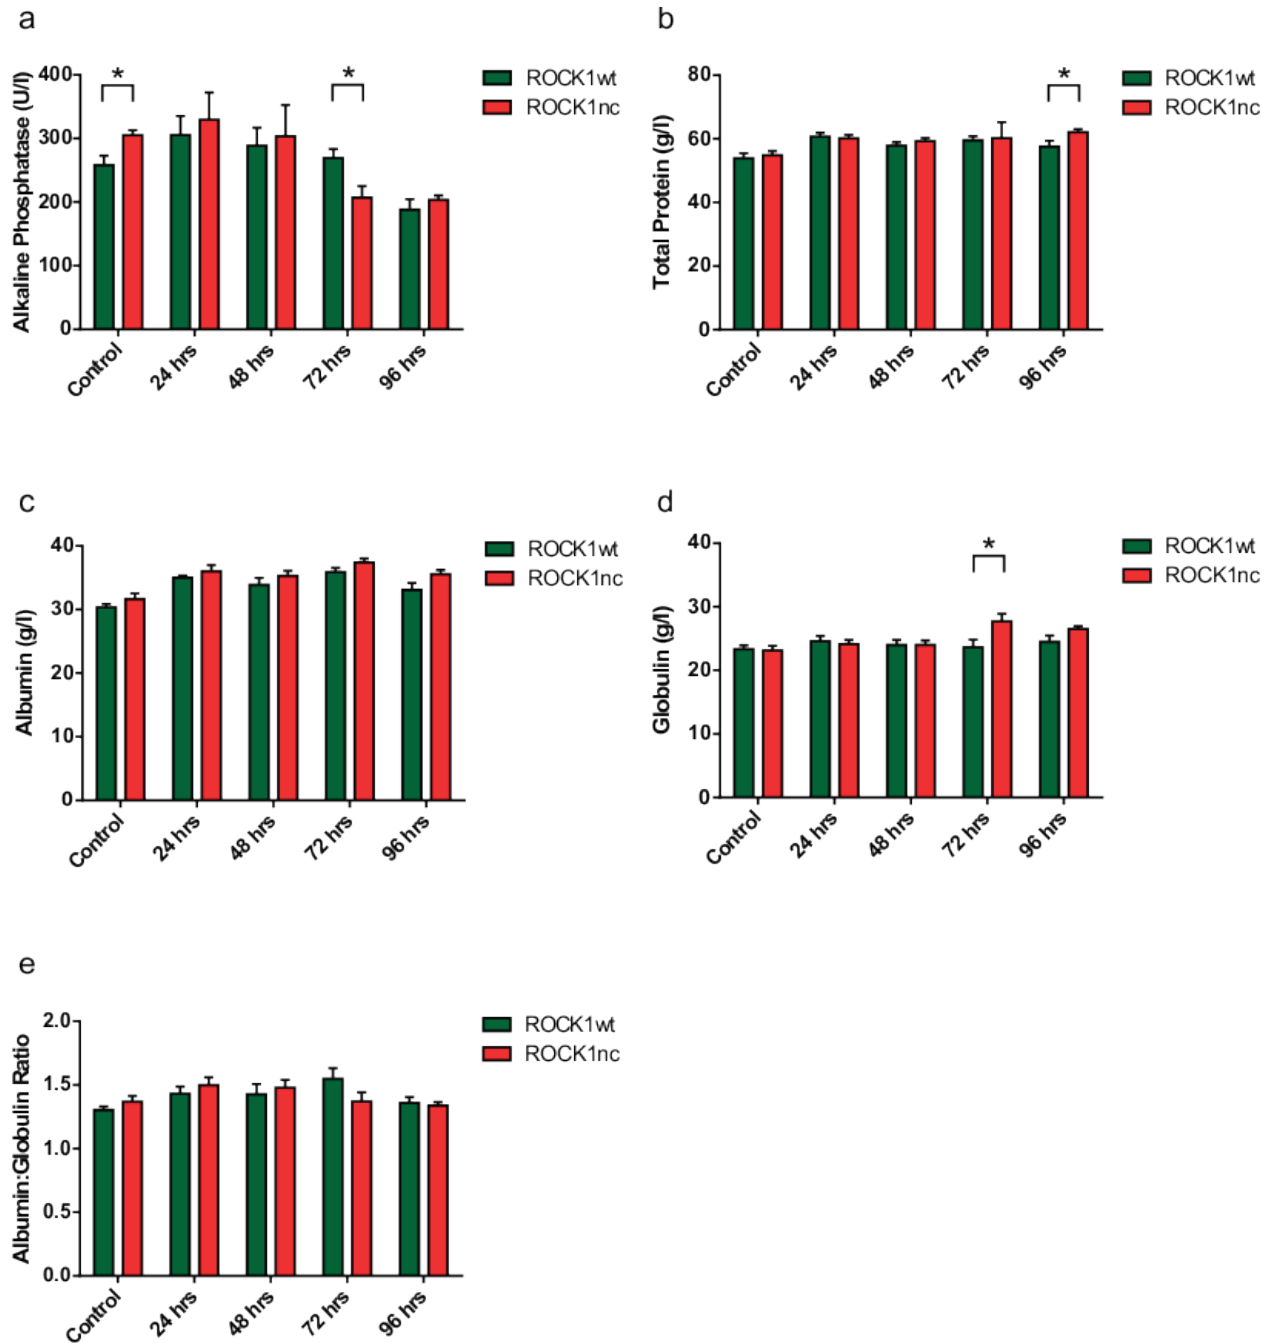 a
Alkaline Phosphatase (U/l)
400
300
200
100
0
*
*
Control
24 hrs
48 hrs
72 hrs
96 hrs
ROCK1wt
ROCK1nc
b
Total Protein (g/l)
80
60
40
20
0
*
Control
24 hrs
48 hrs
72 hrs
96 hrs
ROCK1wt
ROCK1nc
c
Albumin (g/l)
40
30
20
10
0
Control
24 hrs
48 hrs
72 hrs
96 hrs
ROCK1wt
ROCK1nc
d
Globulin (g/l)
40
30
20
10
0
*
Control
24 hrs
48 hrs
72 hrs
96 hrs
ROCK1wt
ROCK1nc
e
Albumin:Globulin Ratio
2.0
1.5
1.0
0.5
0.0
Control
24 hrs
48 hrs
72 hrs
96 hrs
ROCK1wt
ROCK1nc